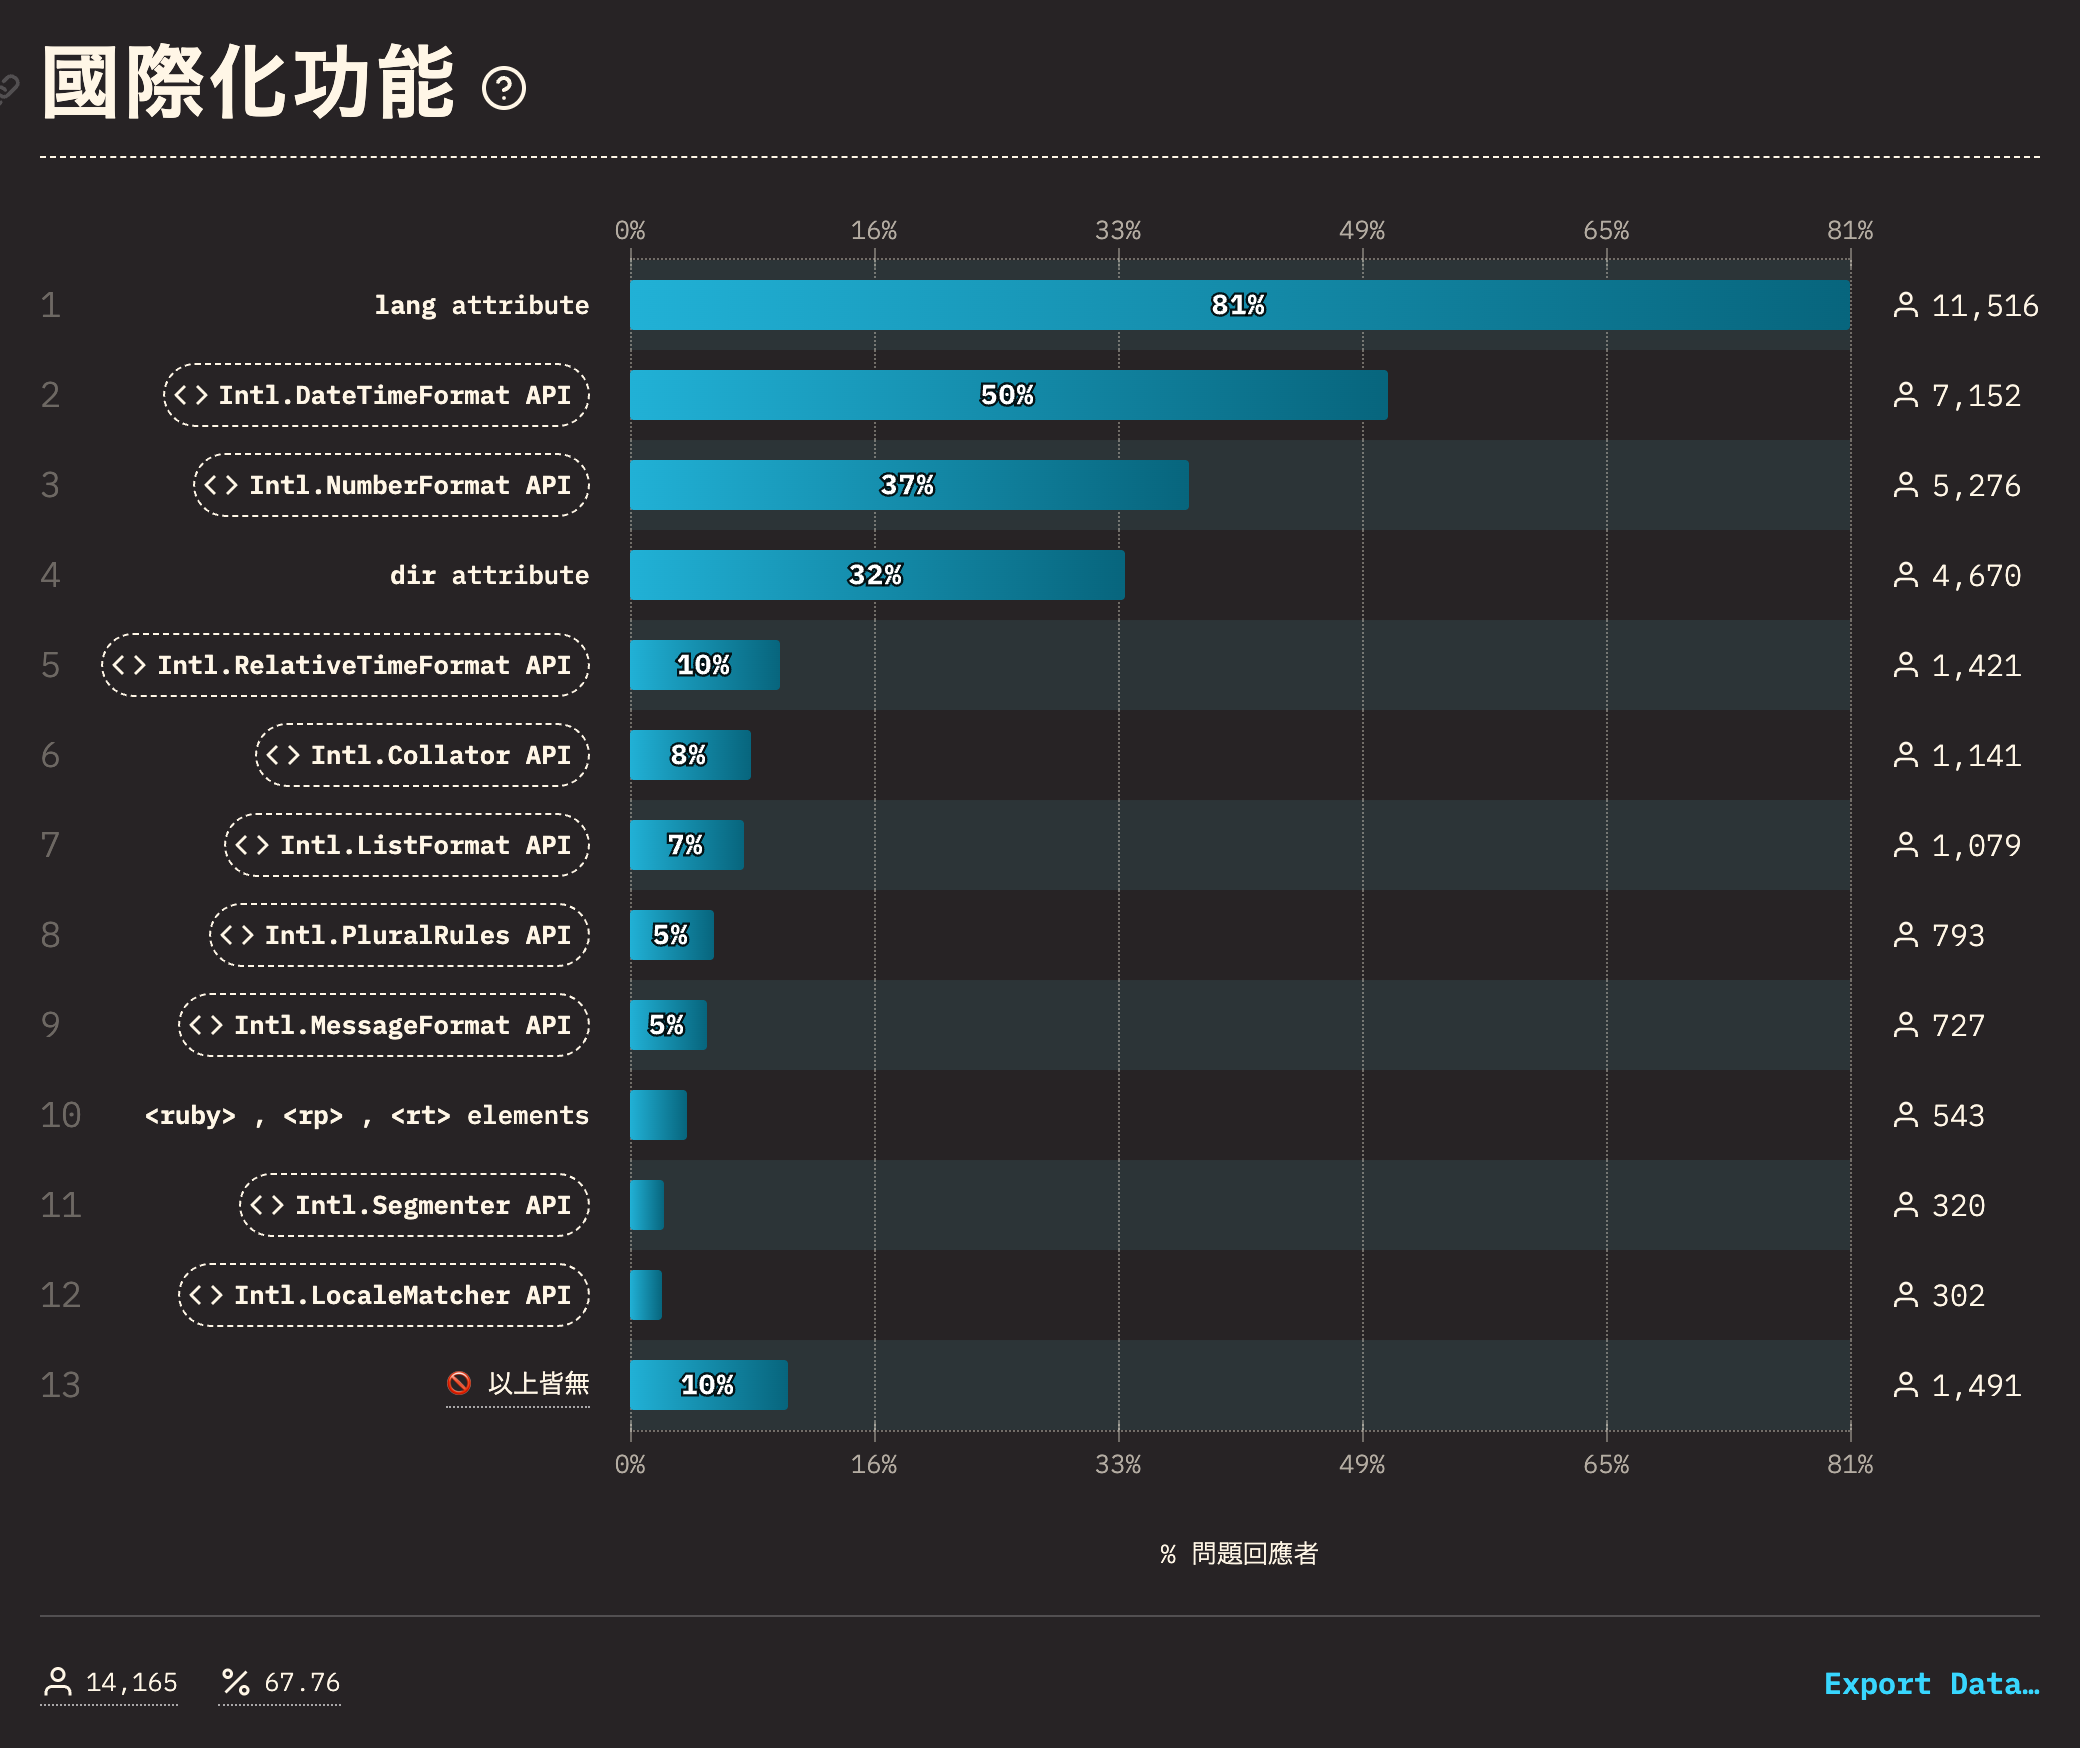 國際化功能
0% 16% 33% 49% 65% 81%
1 lang attribute 81% 11,516
2 <> Intl.DateTimeFormat API 50% 7,152
3 <> Intl.NumberFormat API 37% 5,276
4 dir attribute 32% 4,670
5 <> Intl.RelativeTimeFormat API 10% 1,421
6 <> Intl.Collator API 8% 1,141
7 <> Intl.ListFormat API 7% 1,079
8 <> Intl.PluralRules API 5% 793
9 <> Intl.MessageFormat API 5% 727
10 <ruby> , <rp> , <rt> elements 543
11 <> Intl.Segmenter API 320
12 <> Intl.LocaleMatcher API 302
13 🚫 以上皆無 10% 1,491
0% 16% 33% 49% 65% 81%
% 問題回應者
14,165 % 67.76 Export Data…